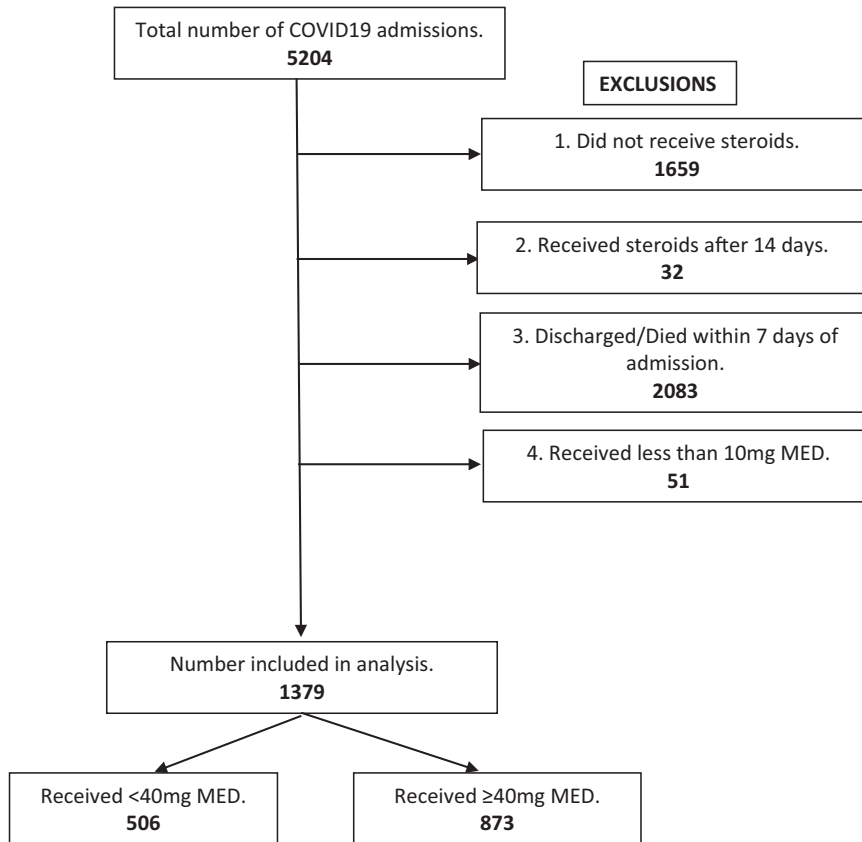 Total number of COVID19 admissions.
5204
EXCLUSIONS
1. Did not receive steroids.
1659
2. Received steroids after 14 days.
32
3. Discharged/Died within 7 days of
admission.
2083
4. Received less than 10mg MED.
51
Number included in analysis.
1379
Received <40mg MED.
506
Received ≥40mg MED.
873